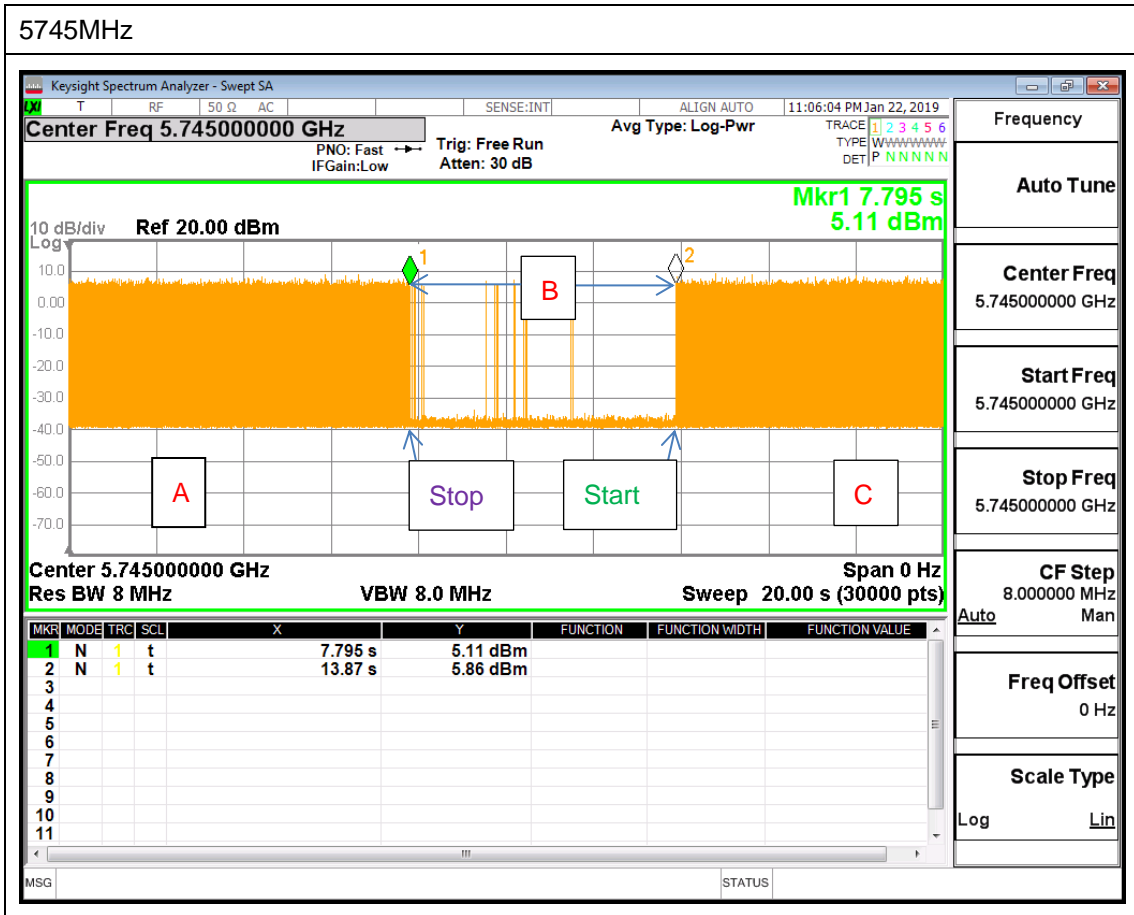 5745MHz
Keysight Spectrum Analyzer - Swept SA
LXI T RF 50 Ω AC SENSE:INT ALIGN AUTO 11:06:04 PM Jan 22, 2019
Center Freq 5.745000000 GHz
PNO: Fast
IFGain:Low
Trig: Free Run
Atten: 30 dB
Avg Type: Log-Pwr
TRACE 1 2 3 4 5 6
TYPE WWWWWWW
DET P N N N N N
Mkr1 7.795 s
5.11 dBm
10 dB/div Ref 20.00 dBm
Log
1
2
10.0
0.00
-10.0
-20.0
-30.0
-40.0
-50.0
-60.0
-70.0
B
A
Stop
Start
C
Center 5.745000000 GHz Span 0 Hz
Res BW 8 MHz VBW 8.0 MHz Sweep 20.00 s (30000 pts)
MKR MODE TRC SCL X Y FUNCTION FUNCTION WIDTH FUNCTION VALUE
1 N 1 t 7.795 s 5.11 dBm
2 N 1 t 13.87 s 5.86 dBm
3
4
5
6
7
8
9
10
11
MSG STATUS
Frequency
Auto Tune
Center Freq
5.745000000 GHz
Start Freq
5.745000000 GHz
Stop Freq
5.745000000 GHz
CF Step
8.000000 MHz
Auto Man
Freq Offset
0 Hz
Scale Type
Log Lin